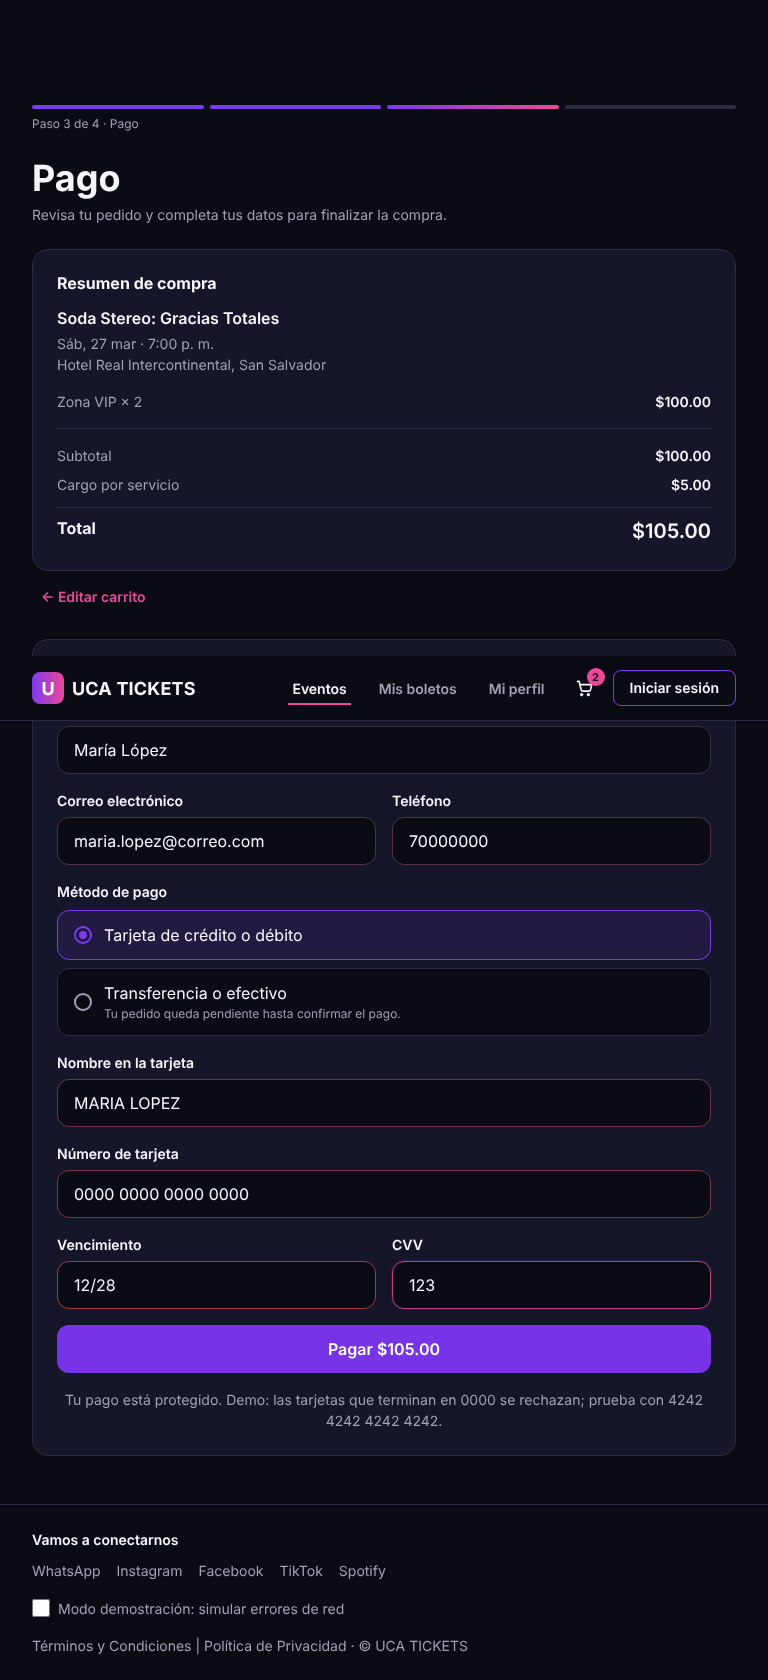 Paso 3 de 4 · Pago
Pago
Revisa tu pedido y completa tus datos para finalizar la compra.
Resumen de compra
Soda Stereo: Gracias Totales
Sáb, 27 mar · 7:00 p. m.
Hotel Real Intercontinental, San Salvador
Zona VIP × 2 $100.00
Subtotal $100.00
Cargo por servicio $5.00
Total $105.00
← Editar carrito
U UCA TICKETS Eventos Mis boletos Mi perfil 2 Iniciar sesión
María López
Correo electrónico Teléfono
maria.lopez@correo.com 70000000
Método de pago
Tarjeta de crédito o débito
Transferencia o efectivo
Tu pedido queda pendiente hasta confirmar el pago.
Nombre en la tarjeta
MARIA LOPEZ
Número de tarjeta
0000 0000 0000 0000
Vencimiento CVV
12/28 123
Pagar $105.00
Tu pago está protegido. Demo: las tarjetas que terminan en 0000 se rechazan; prueba con 4242
4242 4242 4242.
Vamos a conectarnos
WhatsApp Instagram Facebook TikTok Spotify
Modo demostración: simular errores de red
Términos y Condiciones | Política de Privacidad · © UCA TICKETS